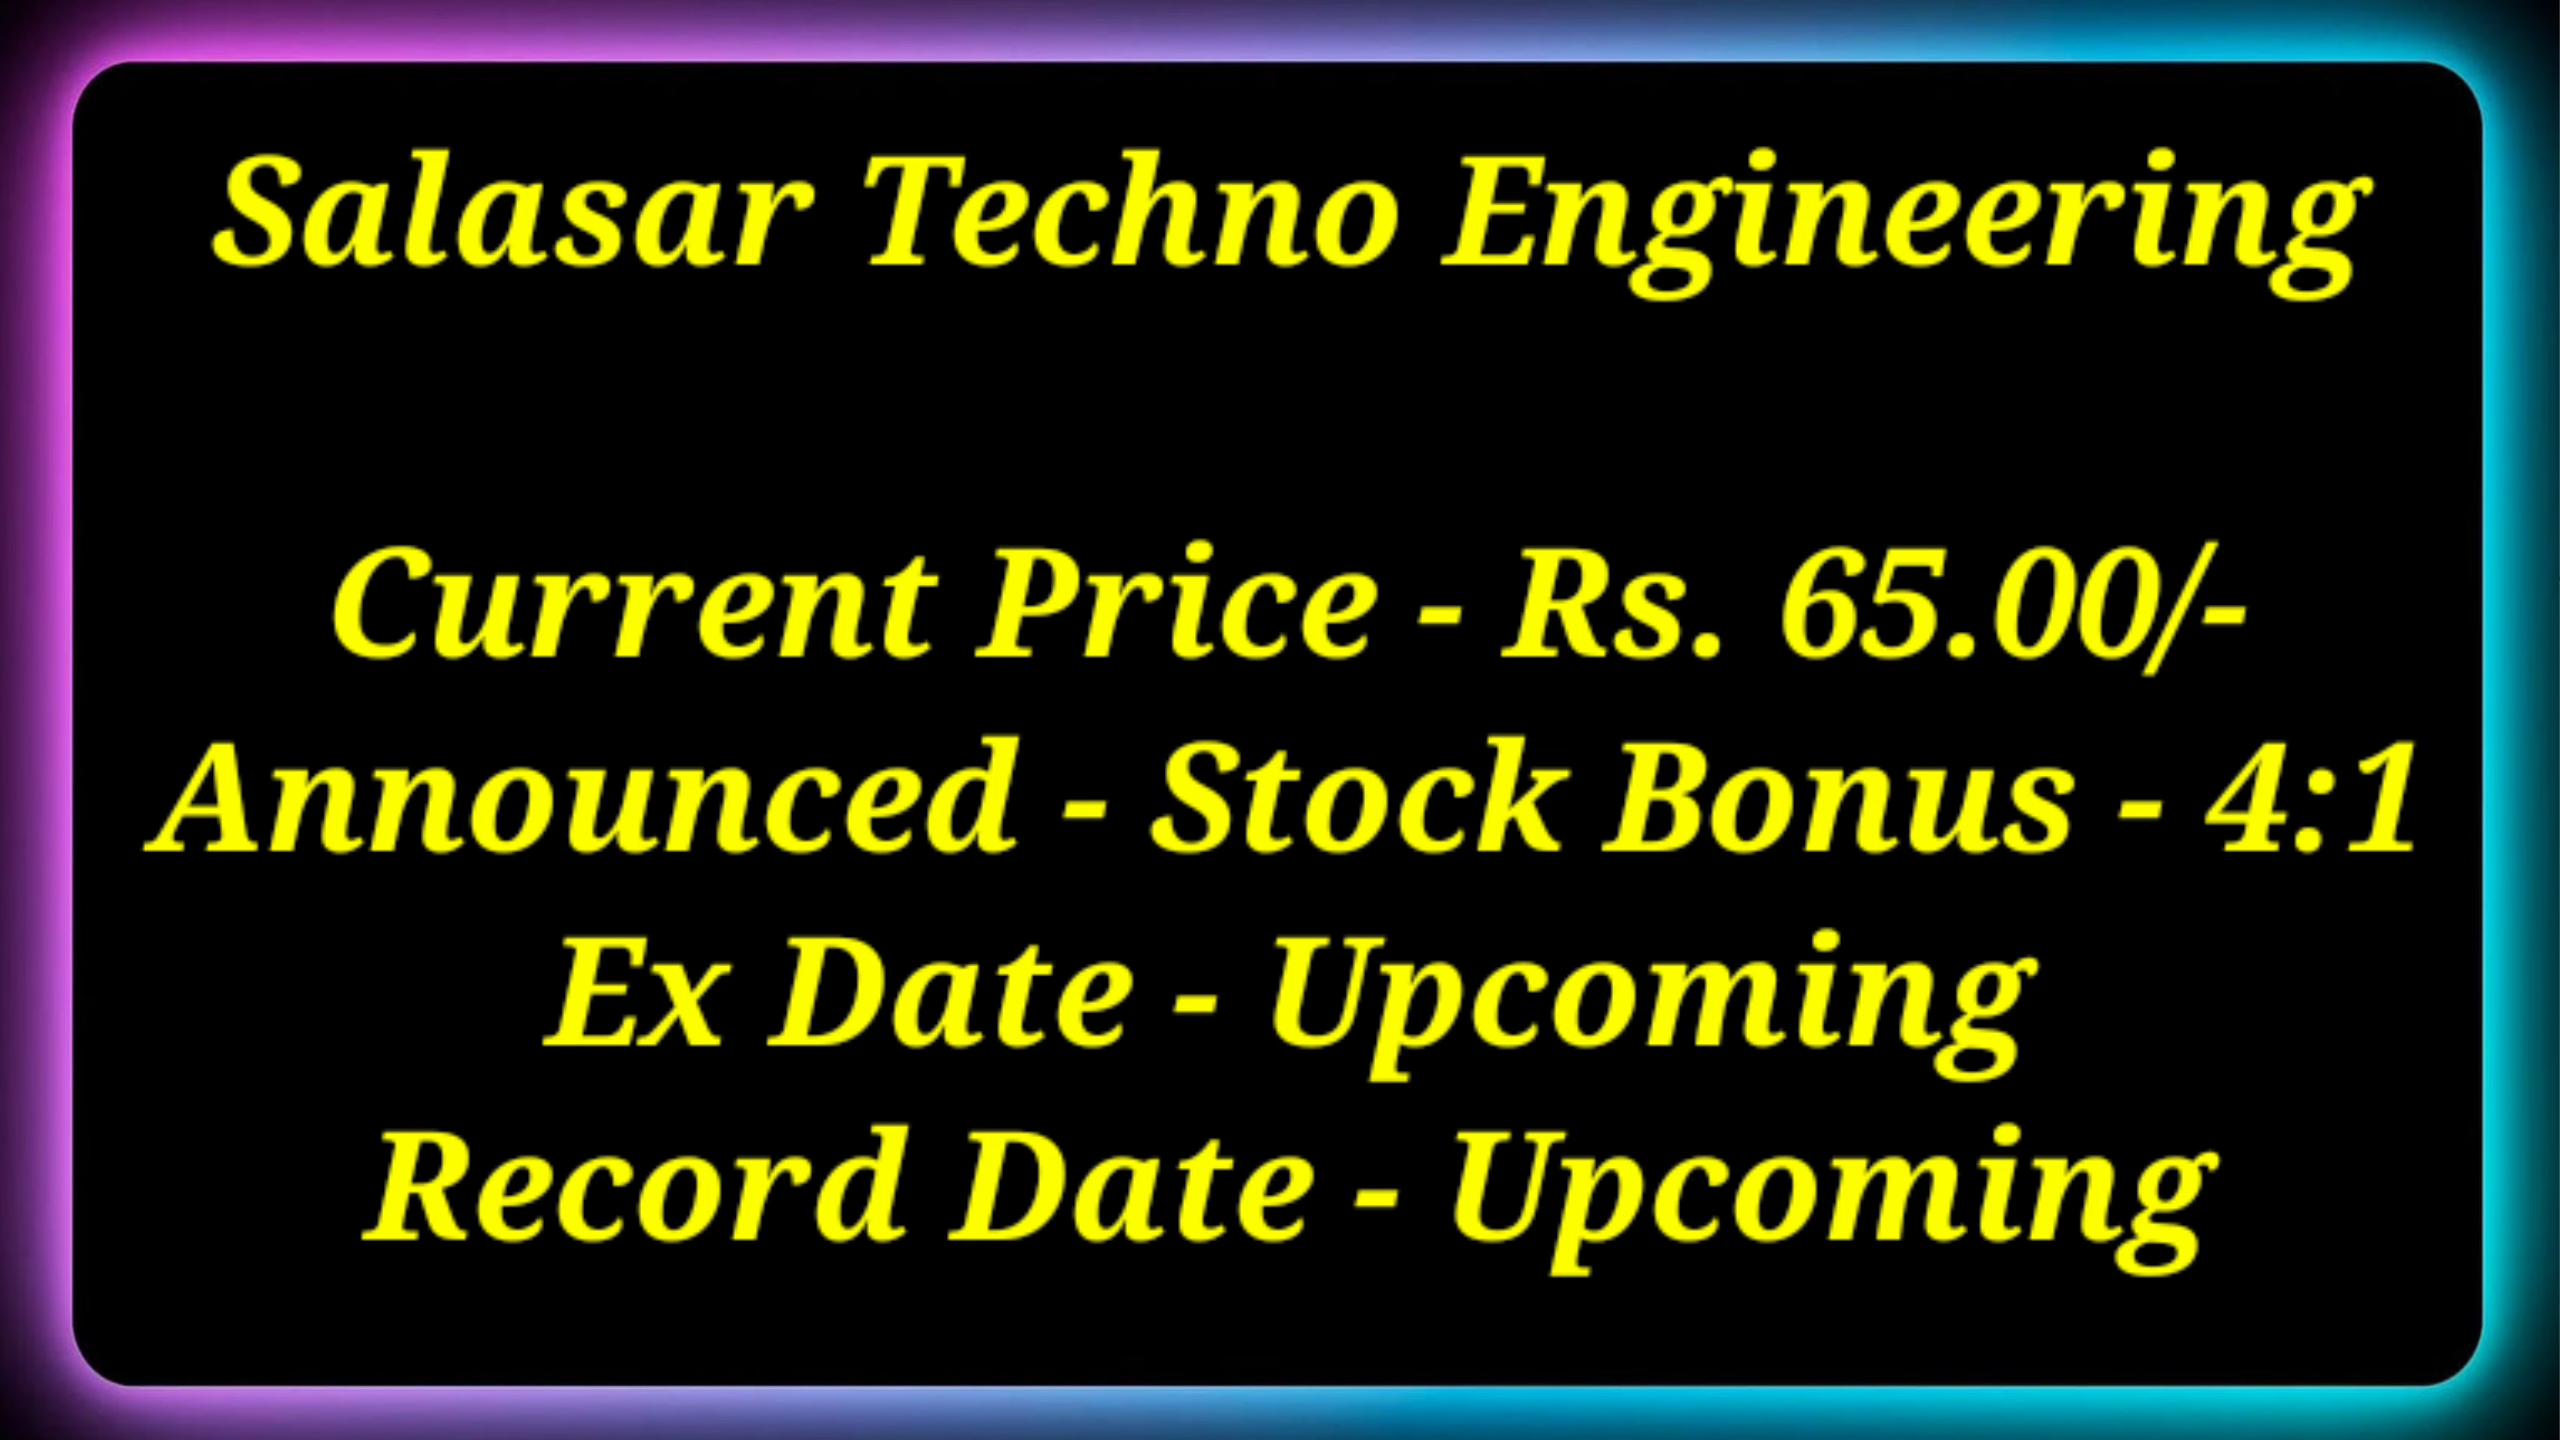 Salasar Techno Engineering
Current Price - Rs. 65.00/-
Announced - Stock Bonus - 4:1
Ex Date - Upcoming
Record Date - Upcoming